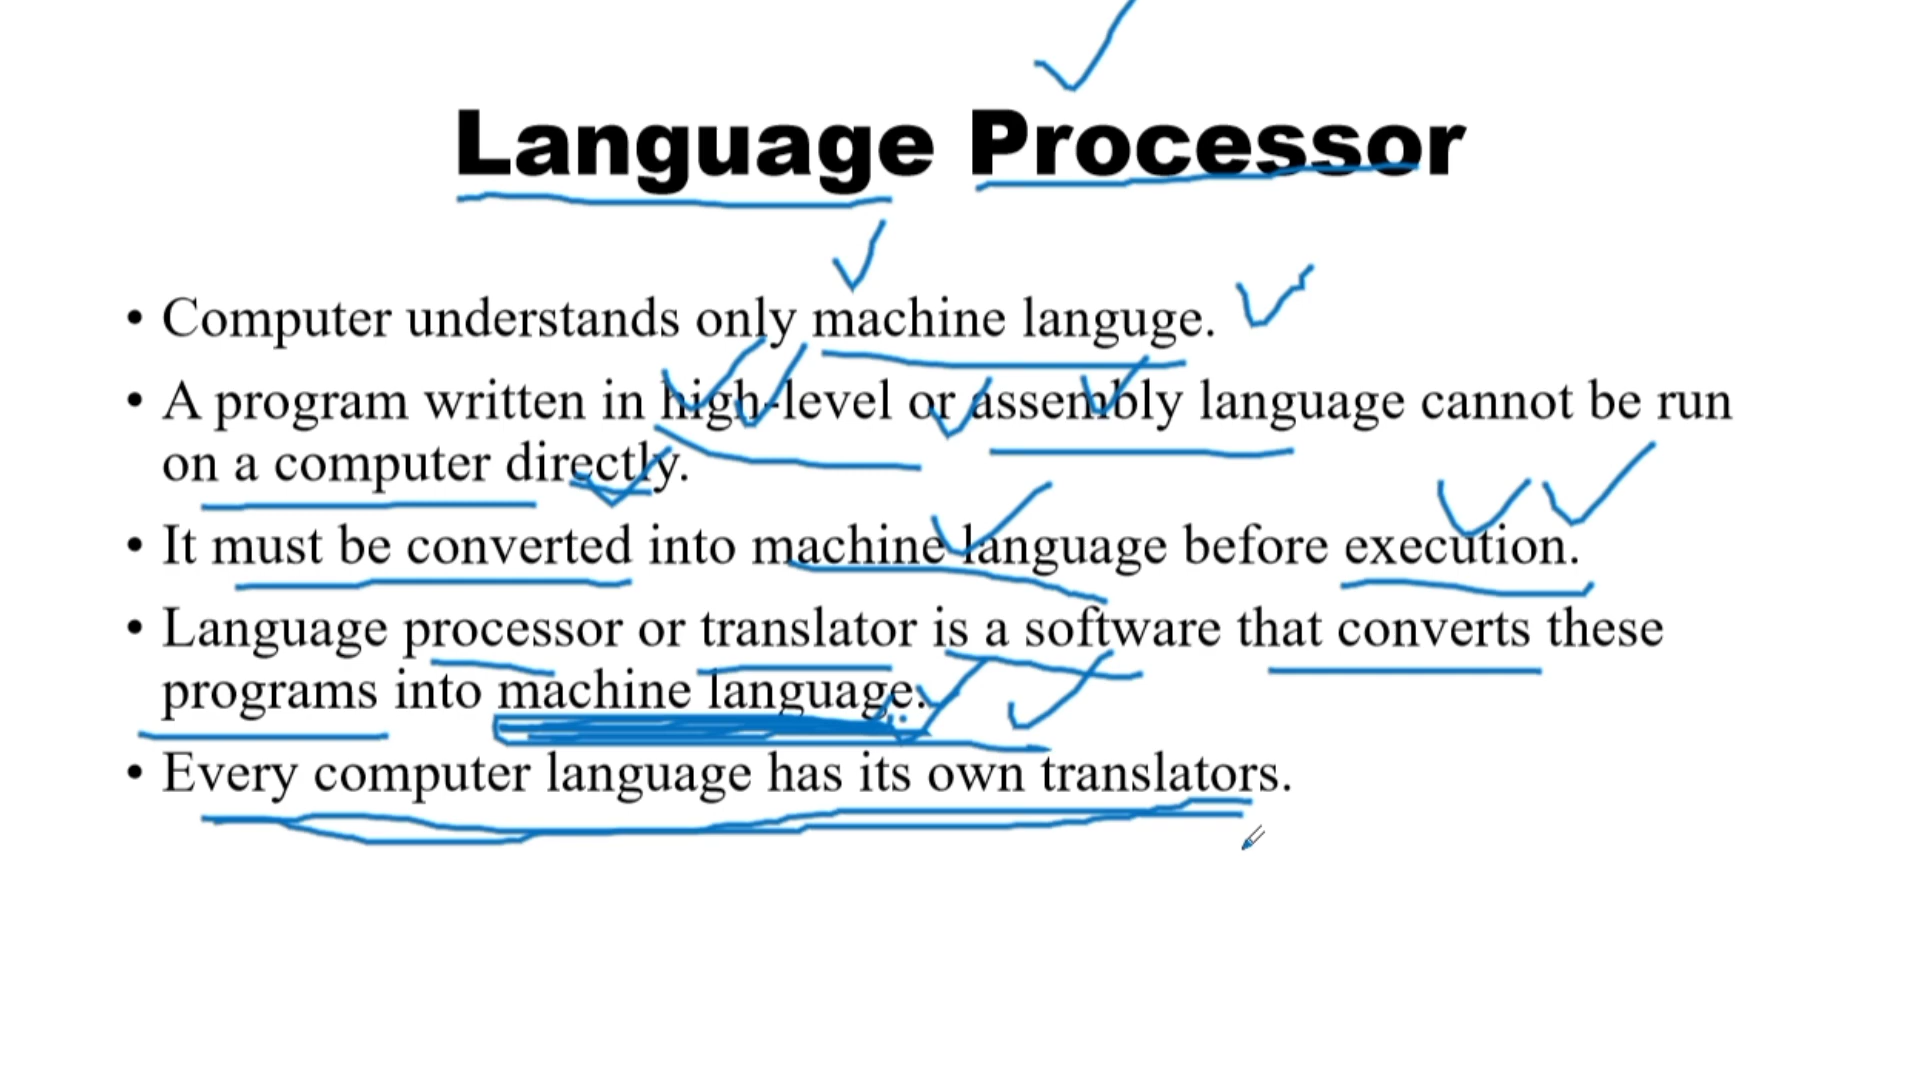 Language Processor
• Computer understands only machine languge.
• A program written in high-level or assembly language cannot be run
on a computer directly.
• It must be converted into machine language before execution.
• Language processor or translator is a software that converts these
programs into machine language.
• Every computer language has its own translators.